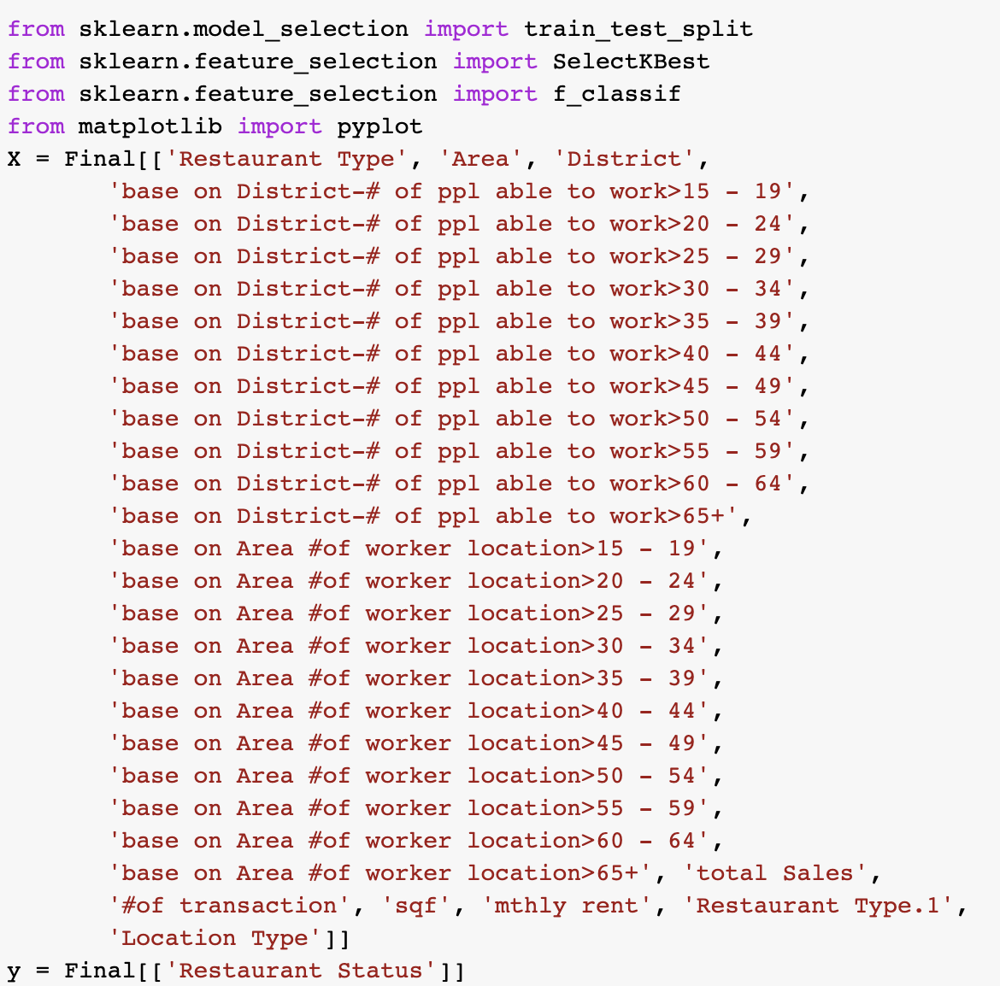 from sklearn.model_selection import train_test_split
from sklearn.feature_selection import SelectKBest
from sklearn.feature_selection import f_classif
from matplotlib import pyplot
X = Final[['Restaurant Type', 'Area', 'District',
'base on District-# of ppl able to work>15 - 19',
'base on District-# of ppl able to work>20 - 24',
'base on District-# of ppl able to work>25 - 29',
'base on District-# of ppl able to work>30 - 34',
'base on District-# of ppl able to work>35 - 39',
'base on District-# of ppl able to work>40 - 44',
'base on District-# of ppl able to work>45 - 49',
'base on District-# of ppl able to work>50 - 54',
'base on District-# of ppl able to work>55 - 59',
'base on District-# of ppl able to work>60 - 64',
'base on District-# of ppl able to work>65+',
'base on Area #of worker location>15 - 19',
'base on Area #of worker location>20 - 24',
'base on Area #of worker location>25 - 29',
'base on Area #of worker location>30 - 34',
'base on Area #of worker location>35 - 39',
'base on Area #of worker location>40 - 44',
'base on Area #of worker location>45 - 49',
'base on Area #of worker location>50 - 54',
'base on Area #of worker location>55 - 59',
'base on Area #of worker location>60 - 64',
'base on Area #of worker location>65+', 'total Sales',
'#of transaction', 'sqf', 'mthly rent', 'Restaurant Type.1',
'Location Type']]
y = Final[['Restaurant Status']]